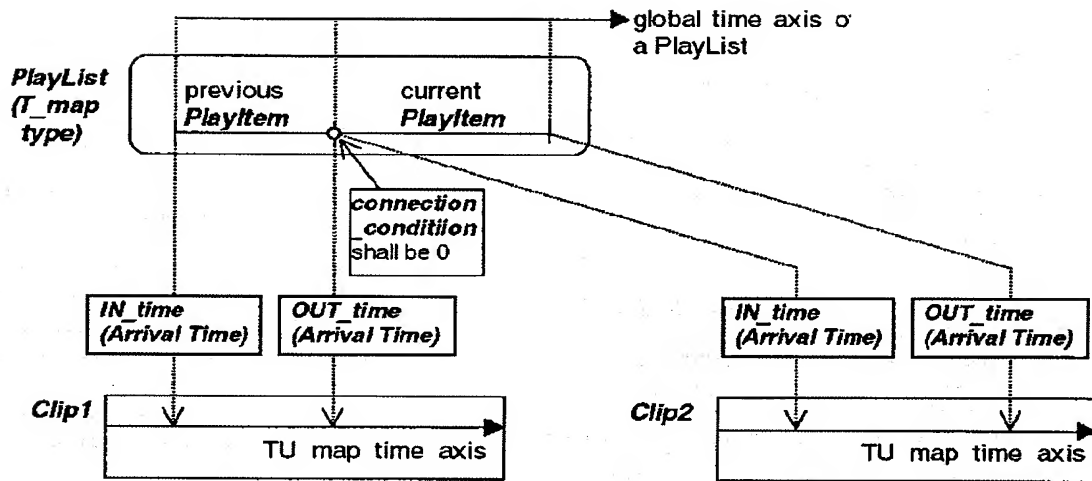 global time axis o
a PlayList
PlayList
(T_map
type)
previous
PlayItem
current
PlayItem
connection
_conditiion
shall be 0
IN_time
(Arrival Time)
OUT_time
(Arrival Time)
IN_time
(Arrival Time)
OUT_time
(Arrival Time)
Clip1
TU map time axis
Clip2
TU map time axis